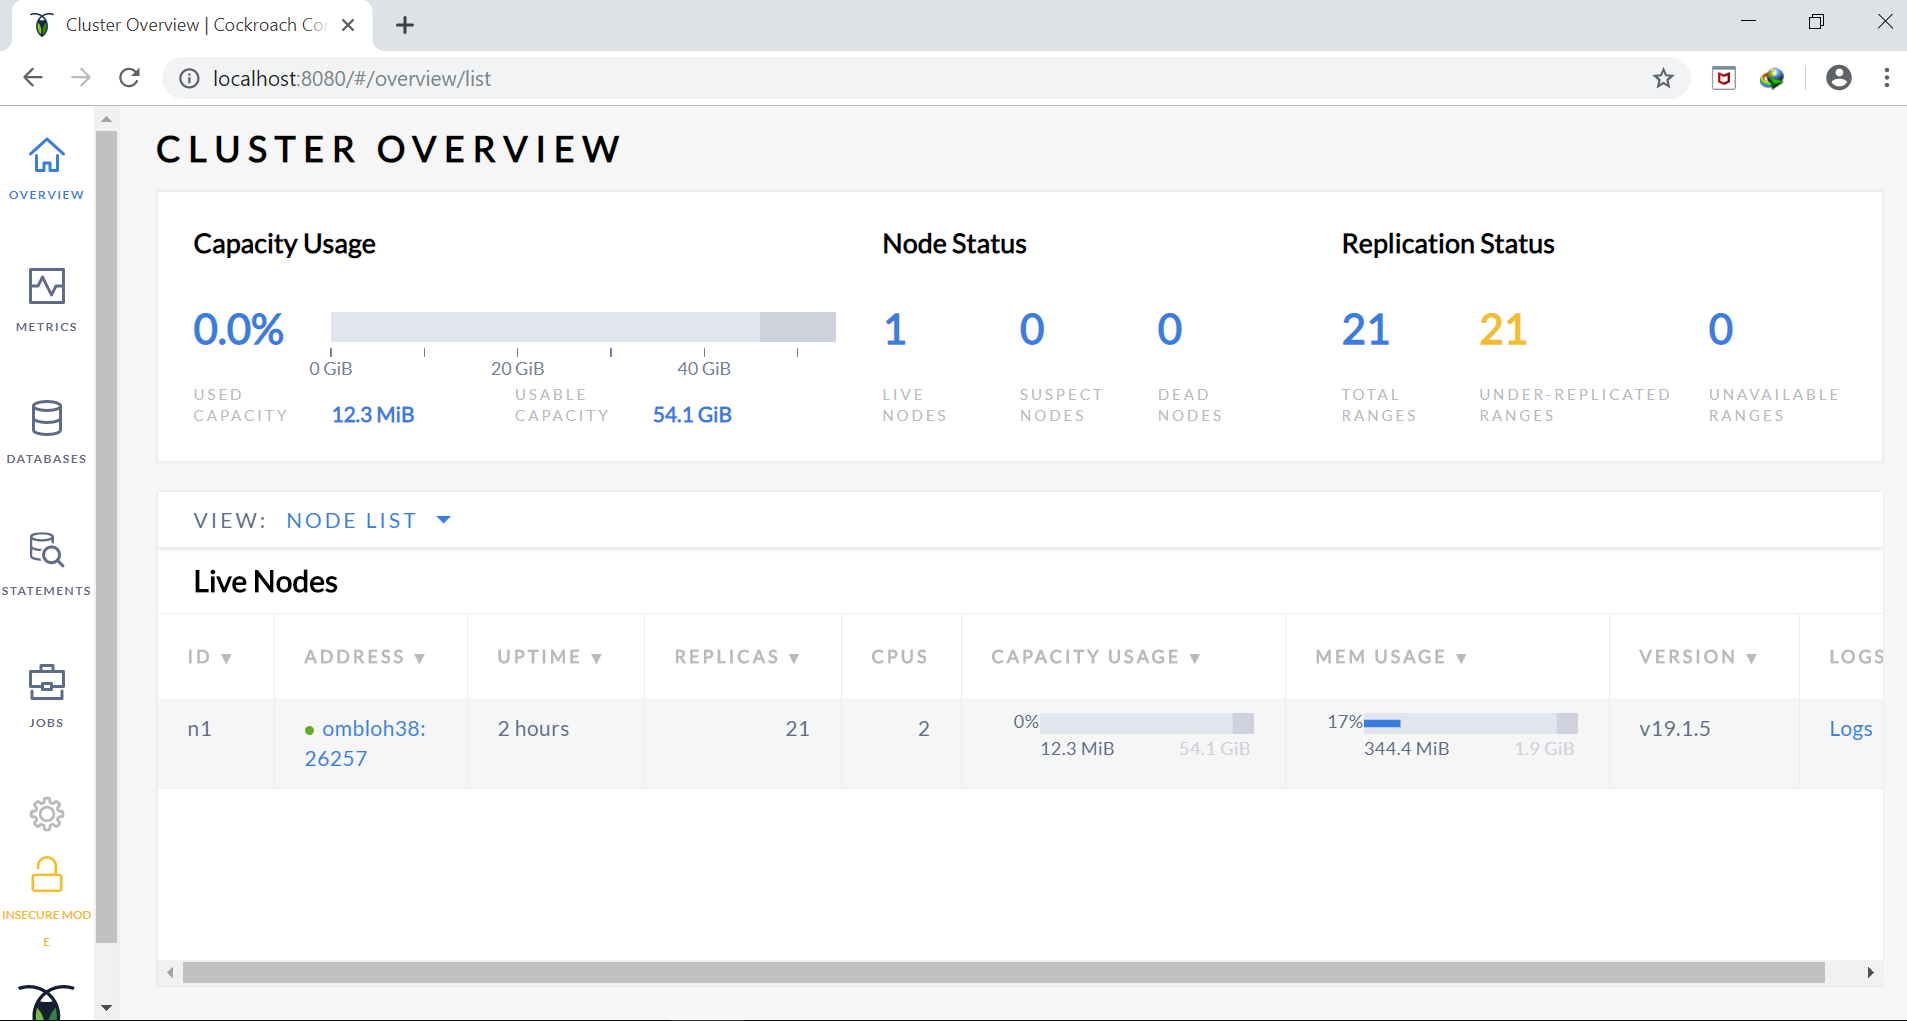 Cluster Overview | Cockroach Co
localhost:8080/#/overview/list
OVERVIEW
METRICS
DATABASES
STATEMENTS
JOBS
INSECURE MOD
E
CLUSTER OVERVIEW
Capacity Usage
0.0%
0 GiB
20 GiB
40 GiB
USED
CAPACITY
12.3 MiB
USABLE
CAPACITY
54.1 GiB
Node Status
1
LIVE
NODES
0
SUSPECT
NODES
0
DEAD
NODES
Replication Status
21
TOTAL
RANGES
21
UNDER-REPLICATED
RANGES
0
UNAVAILABLE
RANGES
VIEW: NODE LIST
Live Nodes
ID ▼ ADDRESS ▼ UPTIME ▼ REPLICAS ▼ CPUS CAPACITY USAGE ▼ MEM USAGE ▼ VERSION ▼ LOGS
n1
ombloh38:
26257
2 hours
21
2
0%
12.3 MiB 54.1 GiB
17%
344.4 MiB 1.9 GiB
v19.1.5
Logs